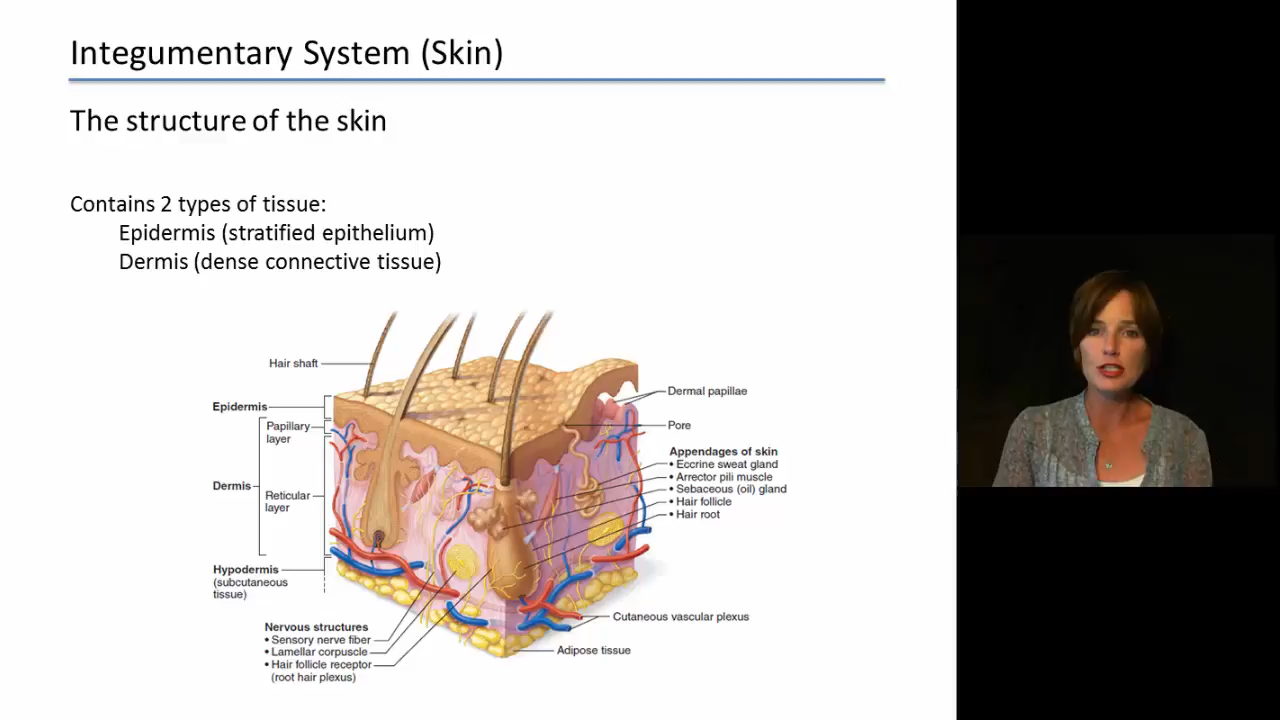 Integumentary System (Skin)
The structure of the skin
Contains 2 types of tissue:
Epidermis (stratified epithelium)
Dermis (dense connective tissue)
Hair shaft
Epidermis
Papillary
layer
Dermis
Reticular
layer
Hypodermis
(subcutaneous
tissue)
Nervous structures
• Sensory nerve fiber
• Lamellar corpuscle
• Hair follicle receptor
(root hair plexus)
Dermal papillae
Pore
Appendages of skin
• Eccrine sweat gland
• Arrector pili muscle
• Sebaceous (oil) gland
• Hair follicle
• Hair root
Cutaneous vascular plexus
Adipose tissue